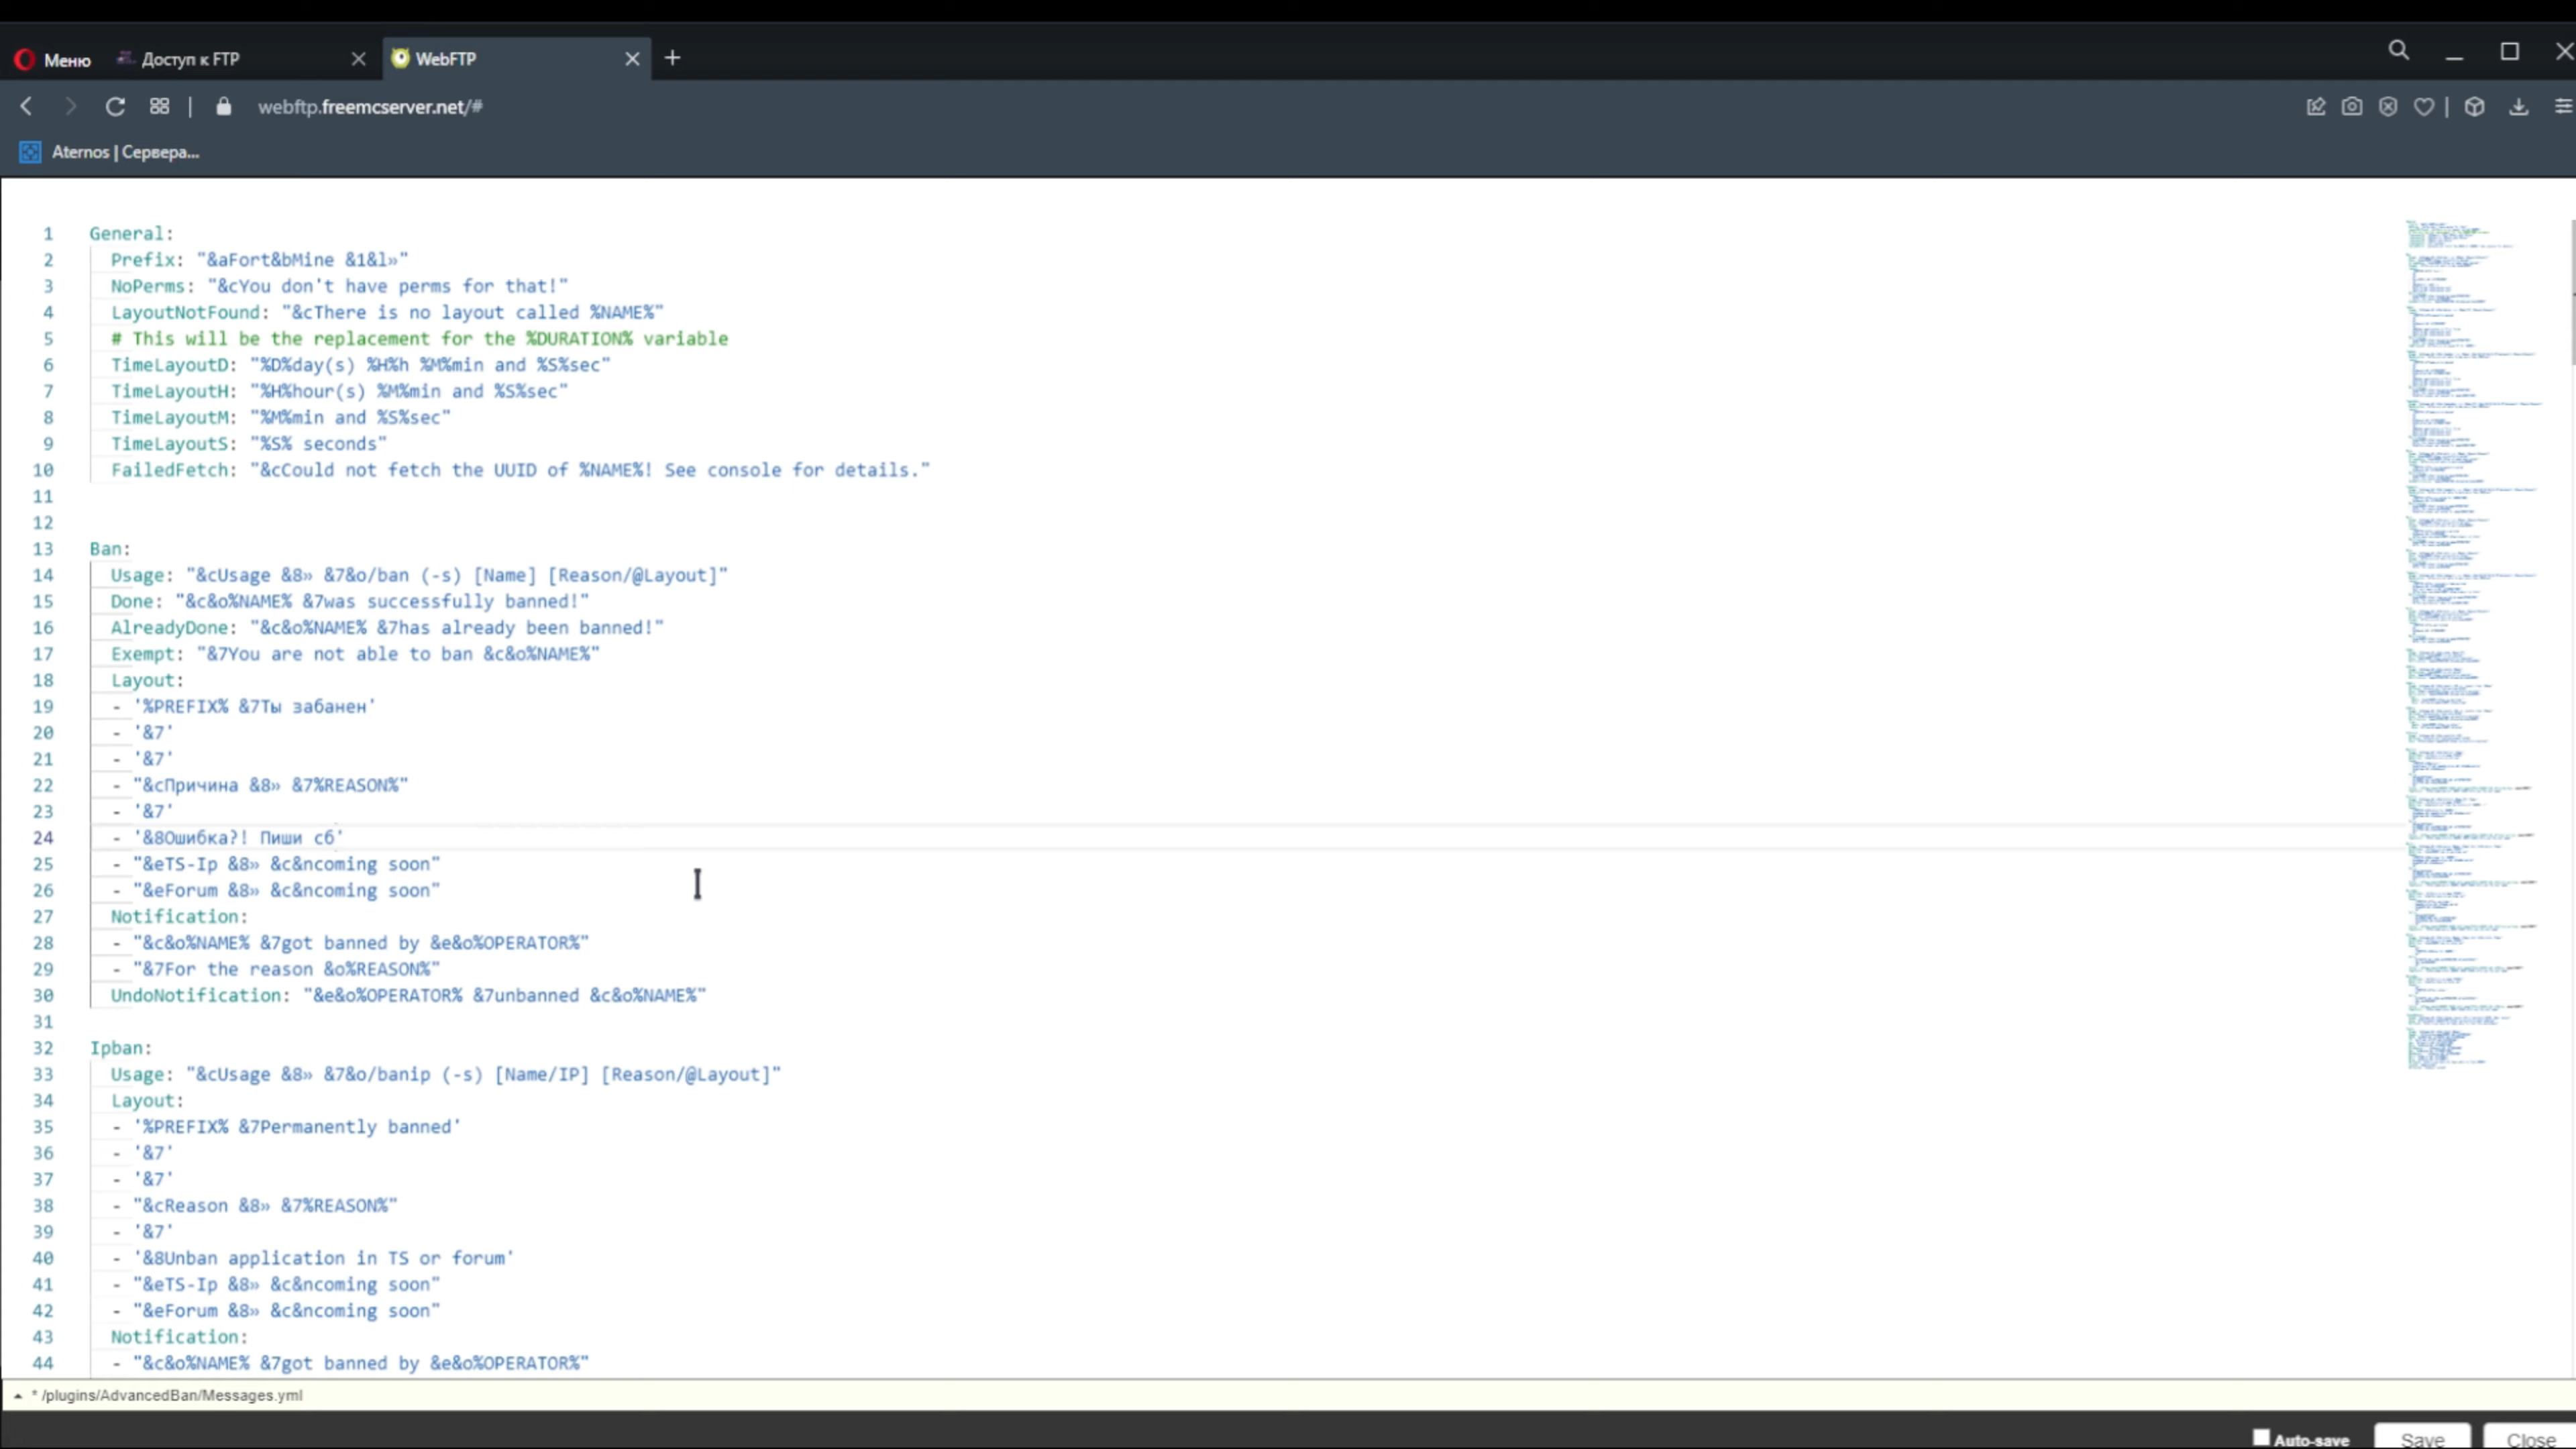 Меню
Доступ к FTP
WebFTP
webftp.freemcserver.net/#
Aternos | Сервера...
1 General:
2 Prefix: "&aFort&bMine &1&l»"
3 NoPerms: "&cYou don't have perms for that!"
4 LayoutNotFound: "&cThere is no layout called %NAME%"
5 # This will be the replacement for the %DURATION% variable
6 TimeLayoutD: "%D%day(s) %H%h %M%min and %S%sec"
7 TimeLayoutH: "%H%hour(s) %M%min and %S%sec"
8 TimeLayoutM: "%M%min and %S%sec"
9 TimeLayoutS: "%S% seconds"
10 FailedFetch: "&cCould not fetch the UUID of %NAME%! See console for details."
11
12
13 Ban:
14 Usage: "&cUsage &8» &7&o/ban (-s) [Name] [Reason/@Layout]"
15 Done: "&c&o%NAME% &7was successfully banned!"
16 AlreadyDone: "&c&o%NAME% &7has already been banned!"
17 Exempt: "&7You are not able to ban &c&o%NAME%"
18 Layout:
19 - '%PREFIX% &7Ты забанен'
20 - '&7'
21 - '&7'
22 - "&cПричина &8» &7%REASON%"
23 - '&7'
24 - '&8Ошибка?! Пиши сб'
25 - "&eTS-Ip &8» &c&ncoming soon"
26 - "&eForum &8» &c&ncoming soon"
27 Notification:
28 - "&c&o%NAME% &7got banned by &e&o%OPERATOR%"
29 - "&7For the reason &o%REASON%"
30 UndoNotification: "&e&o%OPERATOR% &7unbanned &c&o%NAME%"
31
32 Ipban:
33 Usage: "&cUsage &8» &7&o/banip (-s) [Name/IP] [Reason/@Layout]"
34 Layout:
35 - '%PREFIX% &7Permanently banned'
36 - '&7'
37 - '&7'
38 - "&cReason &8» &7%REASON%"
39 - '&7'
40 - '&8Unban application in TS or forum'
41 - "&eTS-Ip &8» &c&ncoming soon"
42 - "&eForum &8» &c&ncoming soon"
43 Notification:
44 - "&c&o%NAME% &7got banned by &e&o%OPERATOR%"
* /plugins/AdvancedBan/Messages.yml
Auto-save
Save
Close